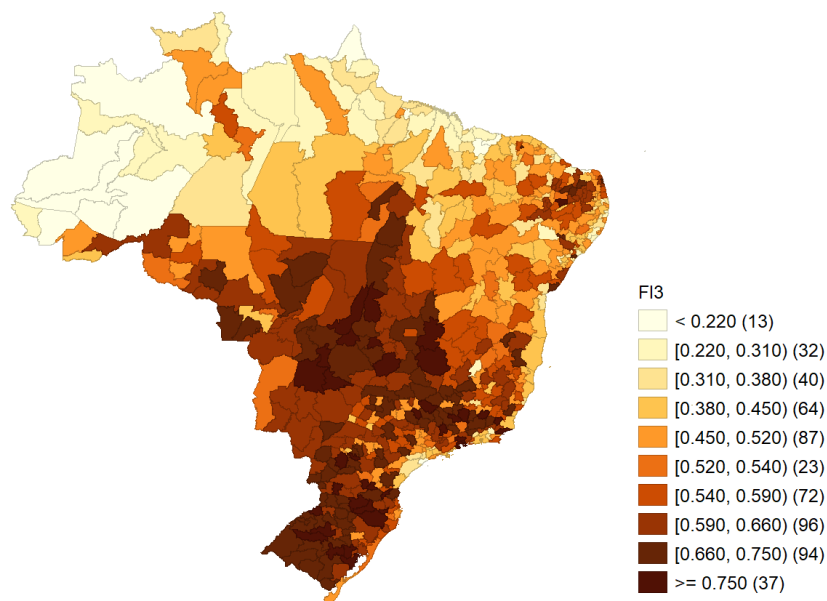 FI3
< 0.220 (13)
[0.220, 0.310) (32)
[0.310, 0.380) (40)
[0.380, 0.450) (64)
[0.450, 0.520) (87)
[0.520, 0.540) (23)
[0.540, 0.590) (72)
[0.590, 0.660) (96)
[0.660, 0.750) (94)
>= 0.750 (37)